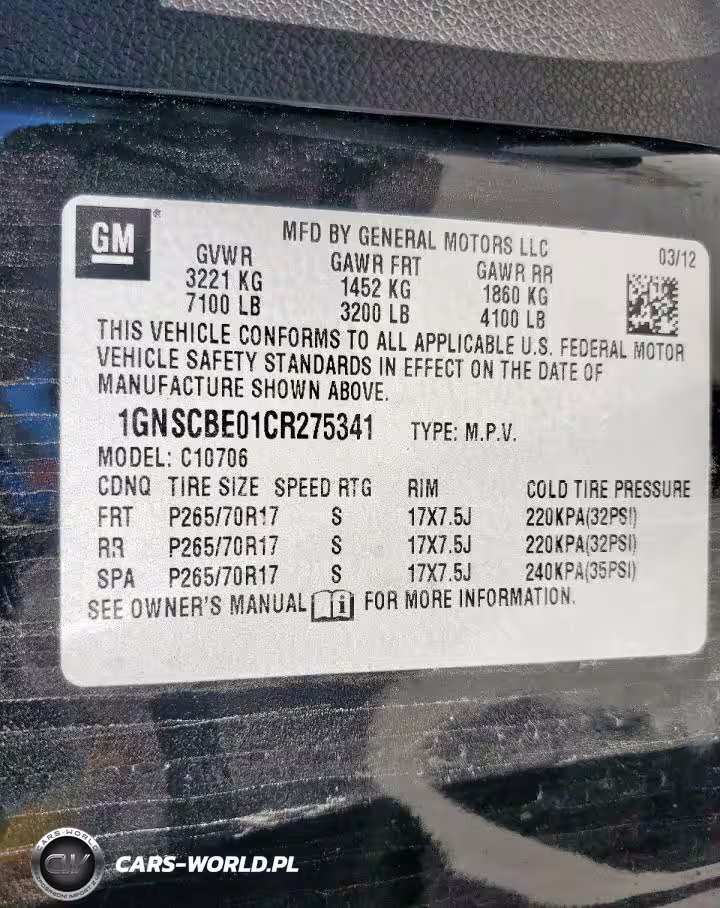 GM®
MFD BY GENERAL MOTORS LLC
03/12
GVWR GAWR FRT GAWR RR
3221 KG 1452 KG 1860 KG
7100 LB 3200 LB 4100 LB
THIS VEHICLE CONFORMS TO ALL APPLICABLE U.S. FEDERAL MOTOR
VEHICLE SAFETY STANDARDS IN EFFECT ON THE DATE OF
MANUFACTURE SHOWN ABOVE.
1GNSCBE01CR275341 TYPE: M.P.V.
MODEL: C10706
CDNQ TIRE SIZE SPEED RTG RIM COLD TIRE PRESSURE
FRT P265/70R17 S 17X7.5J 220KPA(32PSI)
RR P265/70R17 S 17X7.5J 220KPA(32PSI)
SPA P265/70R17 S 17X7.5J 240KPA(35PSI)
SEE OWNER'S MANUAL FOR MORE INFORMATION.
CARS-WORLD
CW
CARS-WORLD.PL